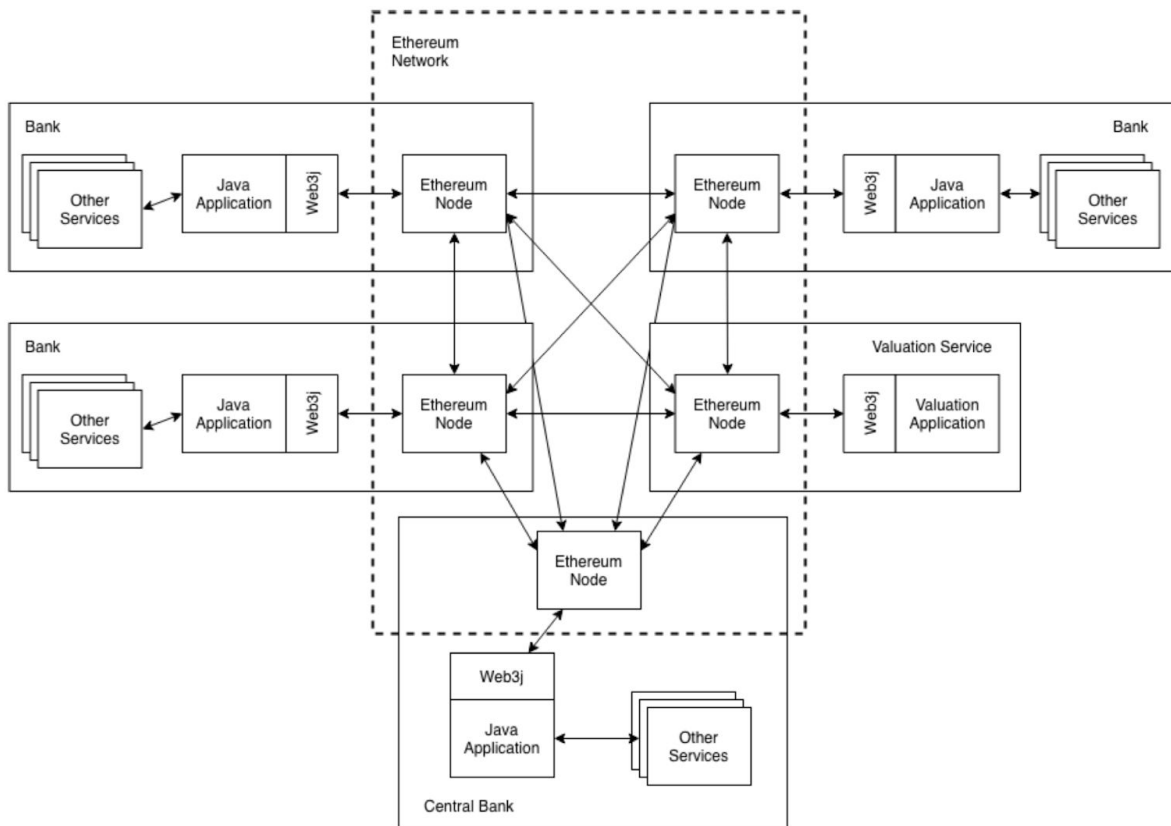 Ethereum
Network
Bank
Other
Services
Java
Application
Web3j
Ethereum
Node
Bank
Ethereum
Node
Web3j
Java
Application
Other
Services
Bank
Other
Services
Java
Application
Web3j
Ethereum
Node
Valuation Service
Ethereum
Node
Web3j
Valuation
Application
Ethereum
Node
Web3j
Java
Application
Other
Services
Central Bank